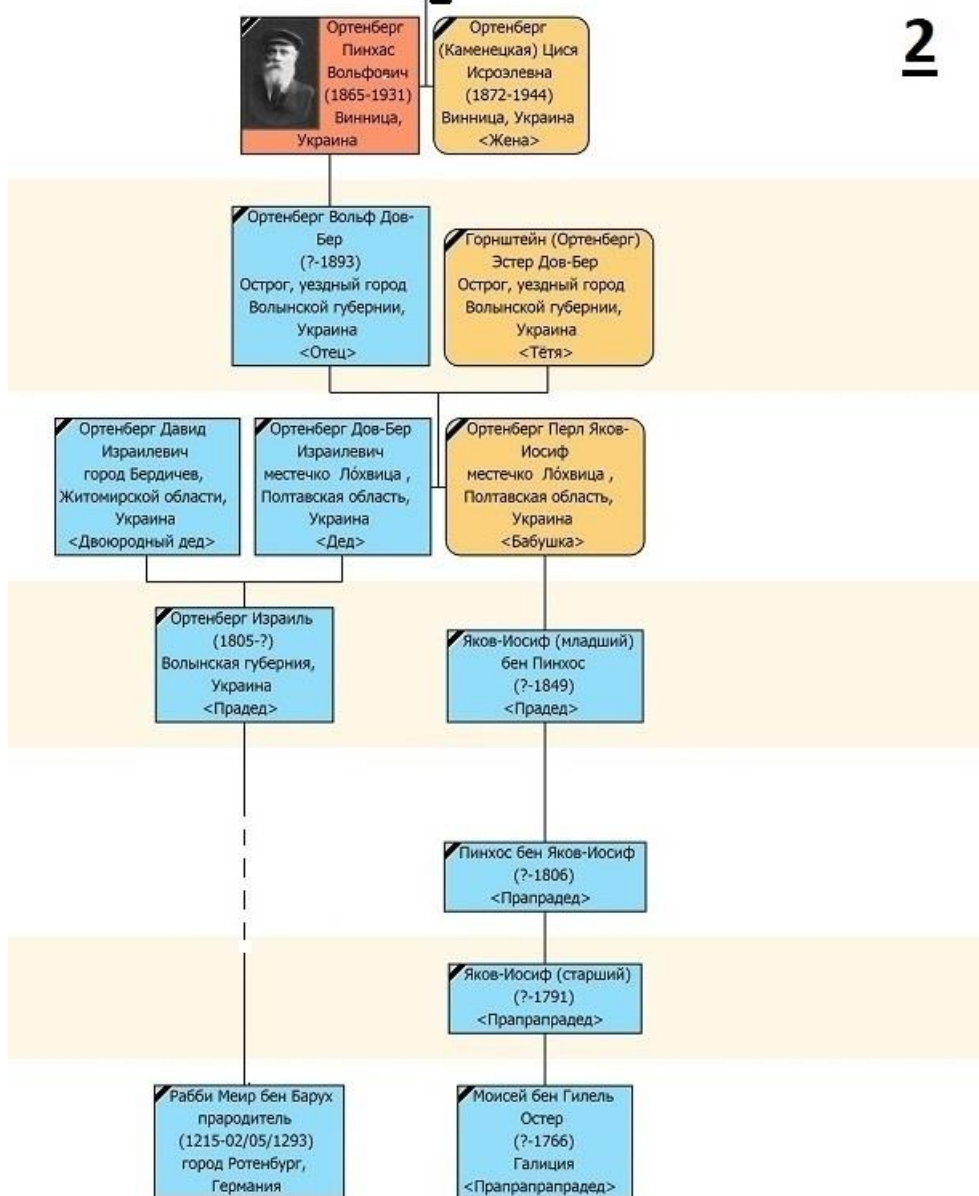 2
Ортенберг
Пинхас
Вольфович
(1865-1931)
Винница,
Украина
Ортенберг
(Каменецкая) Цися
Исроэлевна
(1872-1944)
Винница, Украина
<Жена>
Ортенберг Вольф Дов-
Бер
(?-1893)
Острог, уездный город
Волынской губернии,
Украина
<Отец>
Горнштейн (Ортенберг)
Эстер Дов-Бер
Острог, уездный город
Волынской губернии,
Украина
<Тётя>
Ортенберг Давид
Израилевич
город Бердичев,
Житомирской области,
Украина
<Двоюродный дед>
Ортенберг Дов-Бер
Израилевич
местечко Ло́хвица ,
Полтавская область,
Украина
<Дед>
Ортенберг Перл Яков-
Иосиф
местечко Ло́хвица ,
Полтавская область,
Украина
<Бабушка>
Ортенберг Израиль
(1805-?)
Волынская губерния,
Украина
<Прадед>
Яков-Иосиф (младший)
бен Пинхос
(?-1849)
<Прадед>
Пинхос бен Яков-Иосиф
(?-1806)
<Прапрадед>
Яков-Иосиф (старший)
(?-1791)
<Прапрапрадед>
Рабби Меир бен Барух
прародитель
(1215-02/05/1293)
город Ротенбург,
Германия
Моисей бен Гилель
Остер
(?-1766)
Галиция
<Прапрапрапрадед>